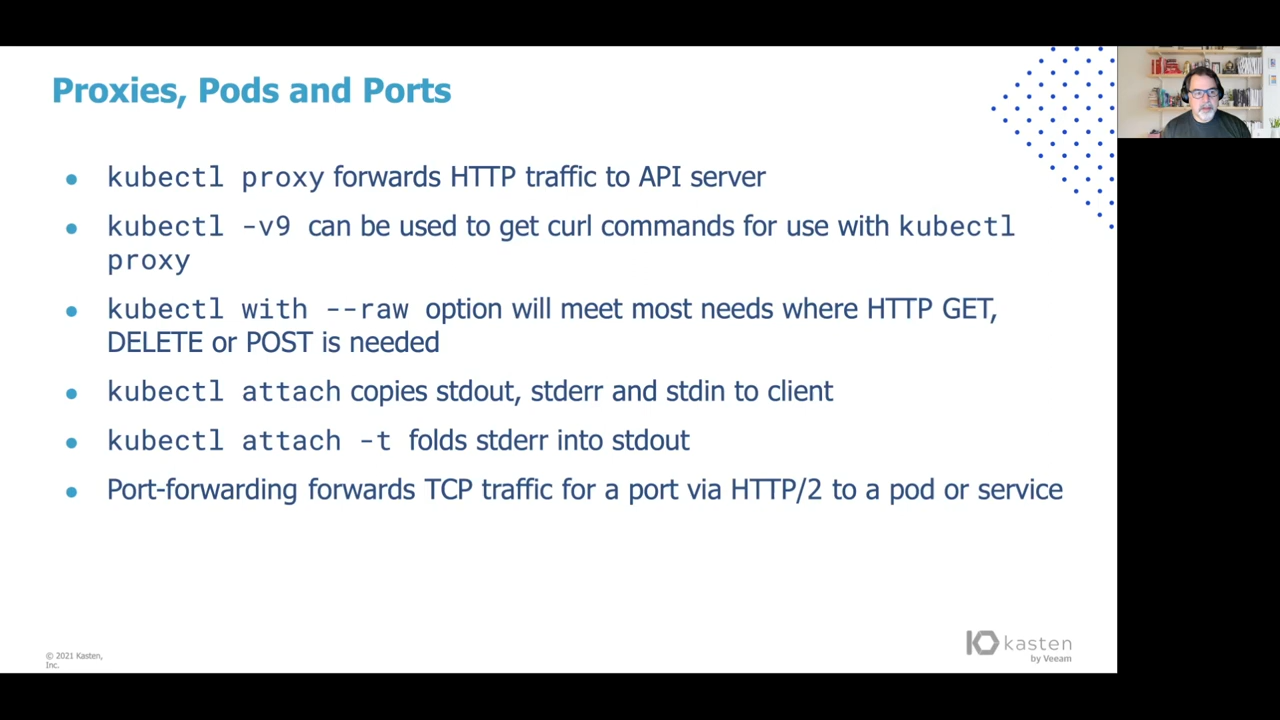 Proxies, Pods and Ports
kubectl proxy forwards HTTP traffic to API server
kubectl -v9 can be used to get curl commands for use with kubectl
proxy
kubectl with --raw option will meet most needs where HTTP GET,
DELETE or POST is needed
kubectl attach copies stdout, stderr and stdin to client
kubectl attach -t folds stderr into stdout
Port-forwarding forwards TCP traffic for a port via HTTP/2 to a pod or service
© 2021 Kasten,
Inc.
kasten
by Veeam